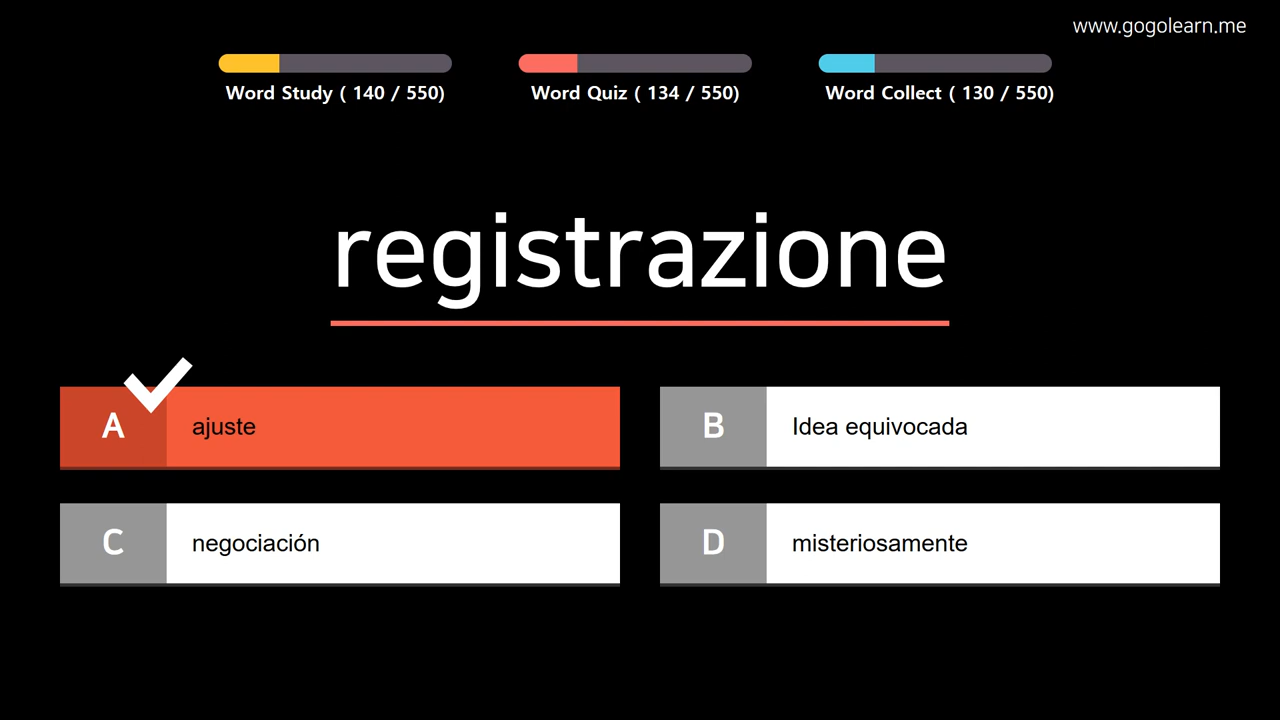 www.gogolearn.me
Word Study ( 140 / 550)
Word Quiz ( 134 / 550)
Word Collect ( 130 / 550)
registrazione
A ajuste
B Idea equivocada
C negociación
D misteriosamente